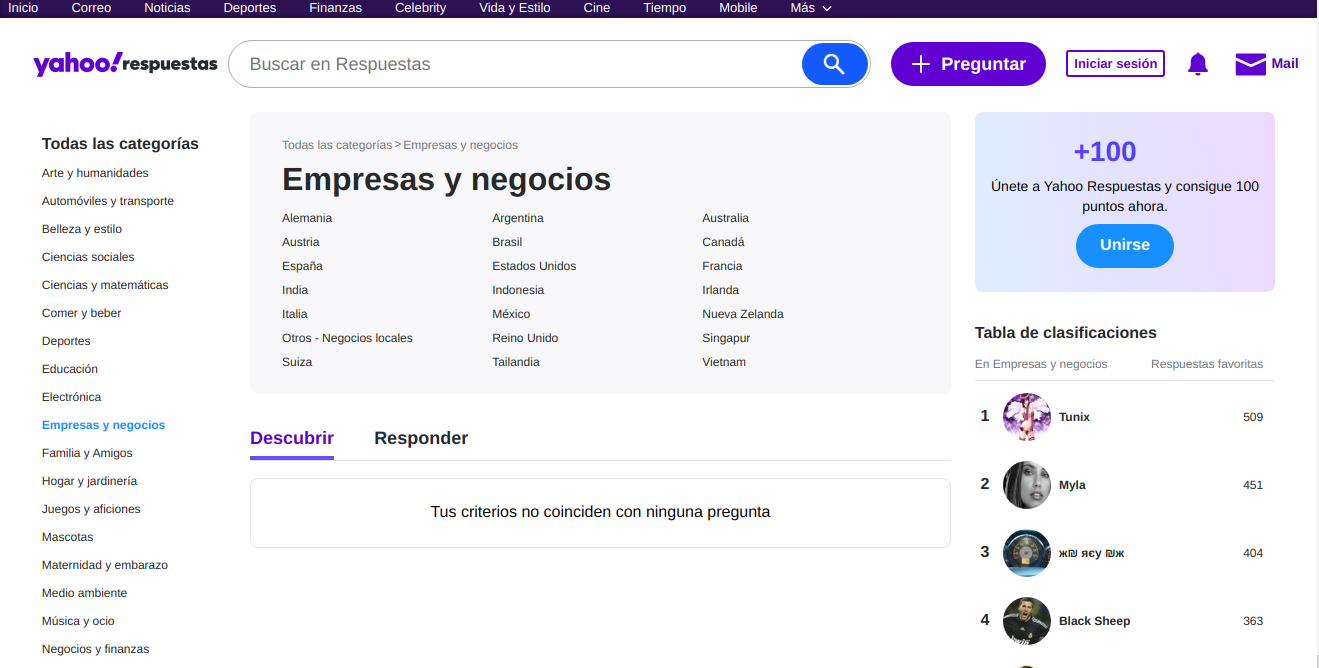 Inicio Correo Noticias Deportes Finanzas Celebrity Vida y Estilo Cine Tiempo Mobile Más
yahoo!respuestas Buscar en Respuestas Preguntar Iniciar sesión Mail
Todas las categorías
Arte y humanidades
Automóviles y transporte
Belleza y estilo
Ciencias sociales
Ciencias y matemáticas
Comer y beber
Deportes
Educación
Electrónica
Empresas y negocios
Familia y Amigos
Hogar y jardinería
Juegos y aficiones
Mascotas
Maternidad y embarazo
Medio ambiente
Música y ocio
Negocios y finanzas
Todas las categorías > Empresas y negocios
Empresas y negocios
Alemania Argentina Australia
Austria Brasil Canadá
España Estados Unidos Francia
India Indonesia Irlanda
Italia México Nueva Zelanda
Otros - Negocios locales Reino Unido Singapur
Suiza Tailandia Vietnam
Descubrir Responder
Tus criterios no coinciden con ninguna pregunta
+100
Únete a Yahoo Respuestas y consigue 100
puntos ahora.
Unirse
Tabla de clasificaciones
En Empresas y negocios Respuestas favoritas
1 Tunix 509
2 Myla 451
3 ж₪ яєу ₪ж 404
4 Black Sheep 363